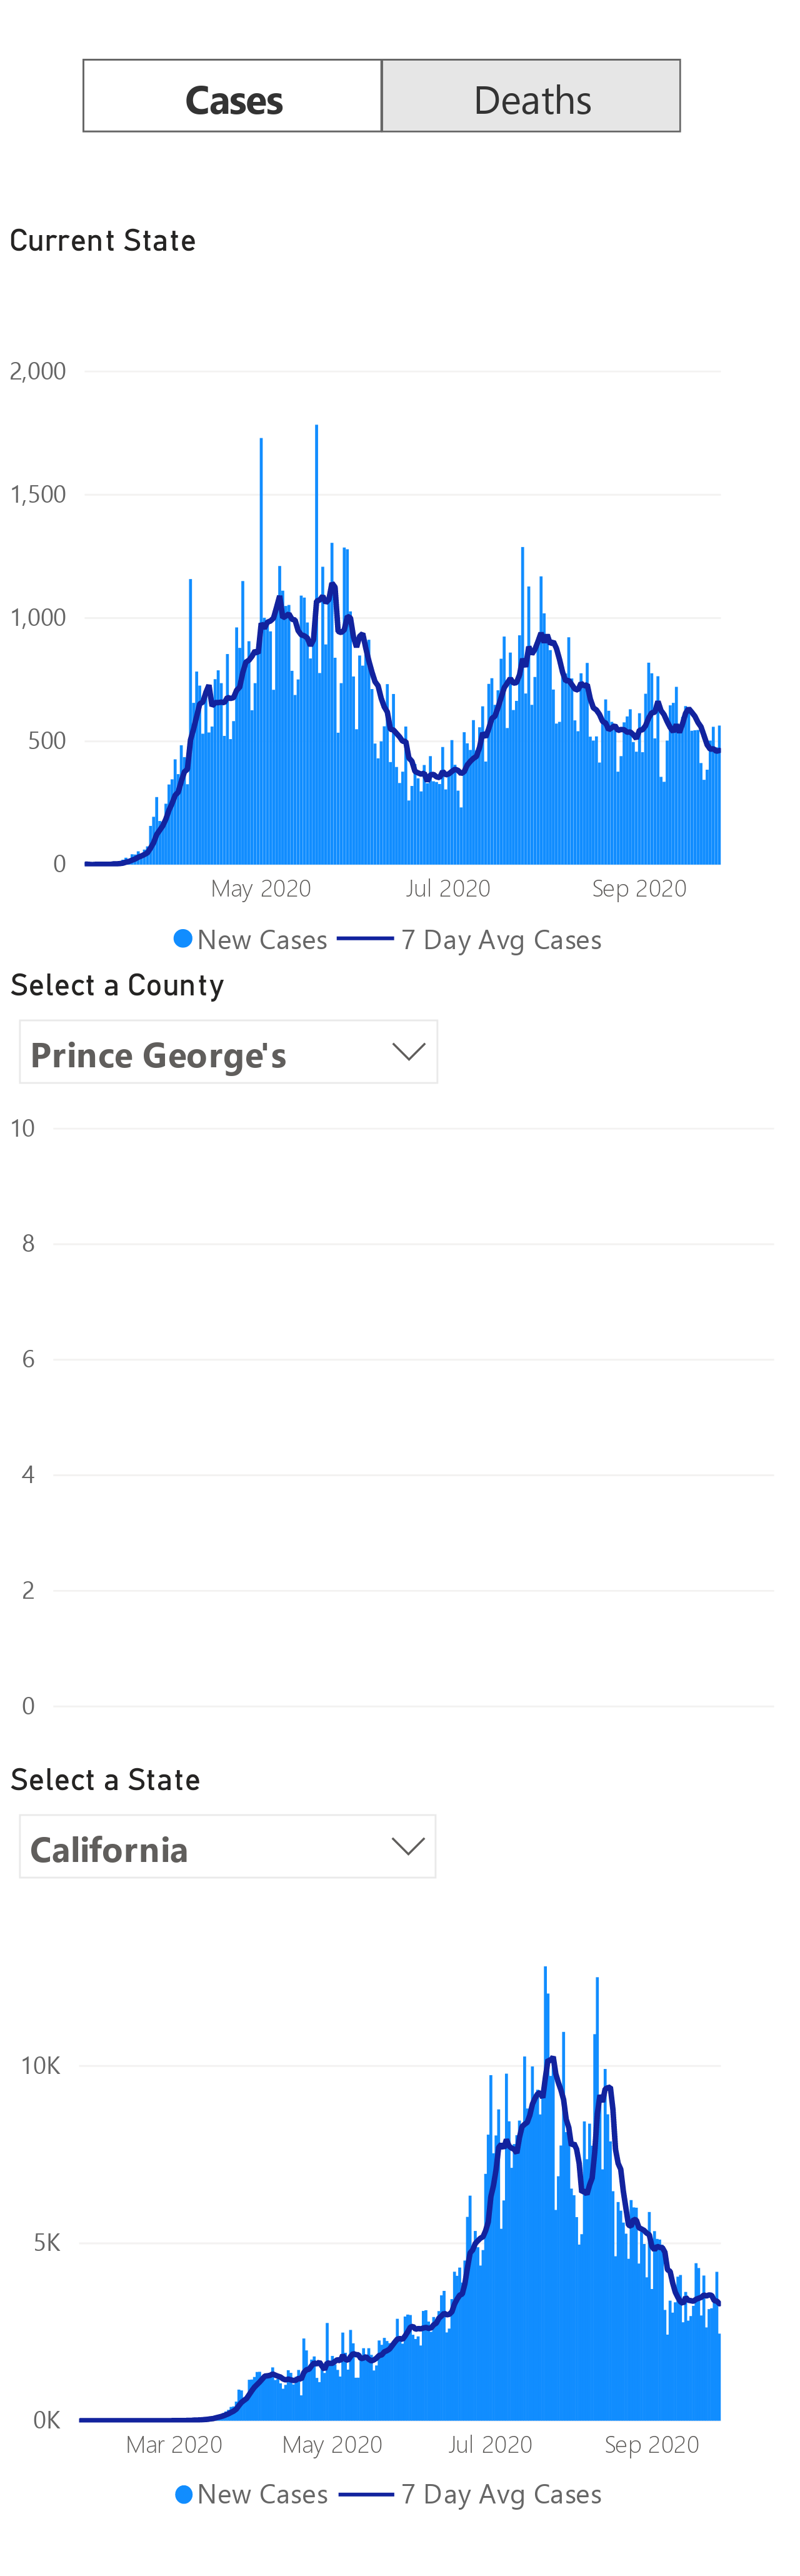 Cases Deaths
Current State
2,000
1,500
1,000
500
0
May 2020 Jul 2020 Sep 2020
New Cases 7 Day Avg Cases
Select a County
Prince George's
10
8
6
4
2
0
Select a State
California
10K
5K
0K
Mar 2020 May 2020 Jul 2020 Sep 2020
New Cases 7 Day Avg Cases